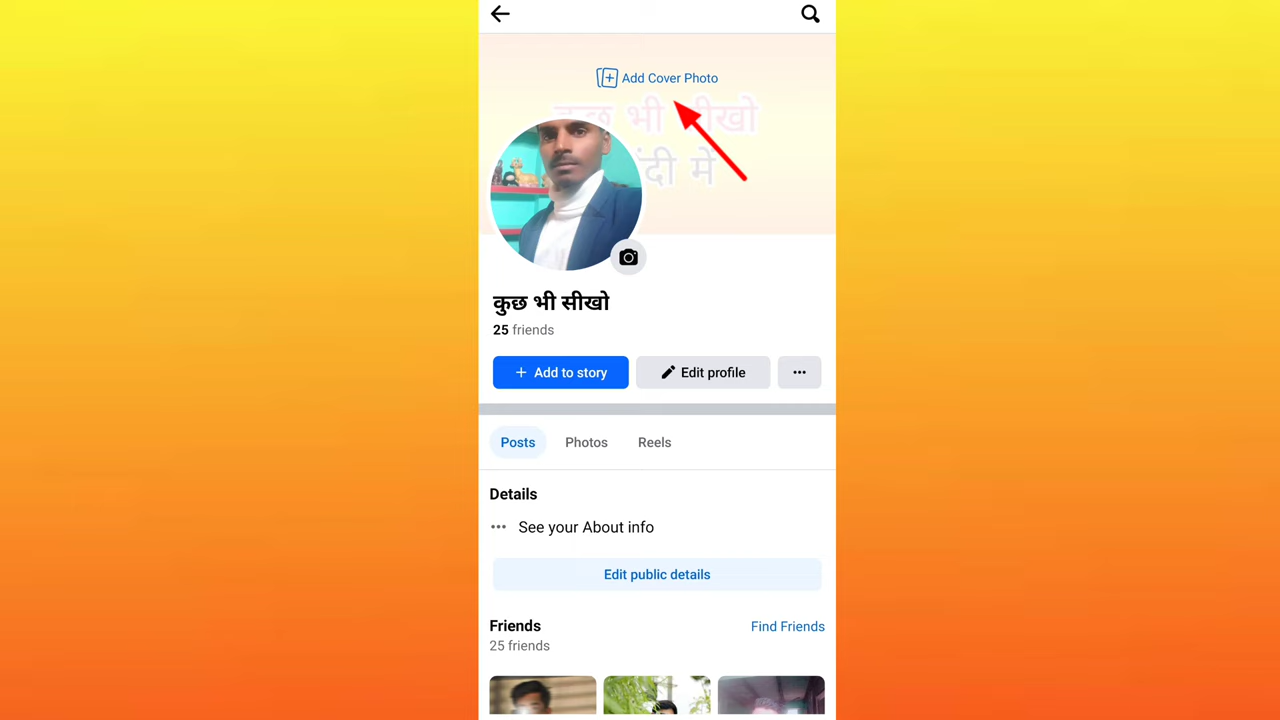 Add Cover Photo
कुछ भी सीखो
हिंदी में
कुछ भी सीखो
25 friends
+ Add to story
Edit profile
Posts Photos Reels
Details
See your About info
Edit public details
Friends
Find Friends
25 friends